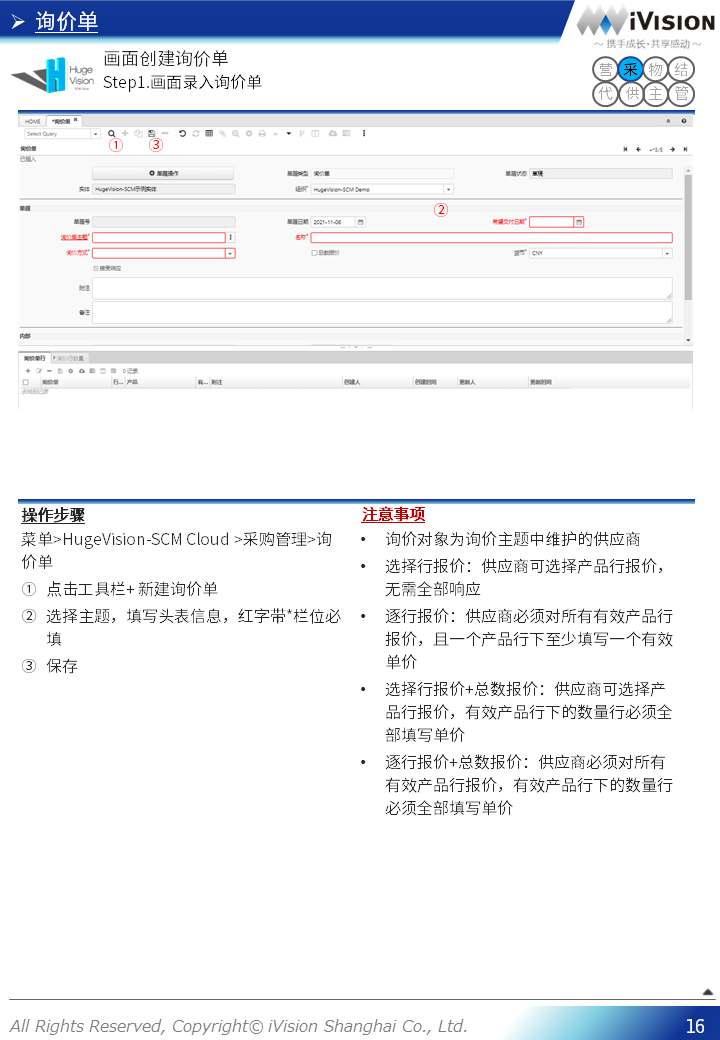 ➢ 询价单
iVision
～ 携手成长·共享感动 ～
营 采 物 结
代 供 主 管
Huge
Vision
画面创建询价单
Step1.画面录入询价单
HOME *询价单
Select Query
① ③
询价单
已插入
单据操作 单据类型 询价单 单据状态 草稿
实体 HugeVision-SCM示例实体 组织* HugeVision-SCM Demo
②
单据
单据号 单据日期 2021-11-08 希望交付日期*
询价单主题* 名称*
询价方式* 总数报价 货币* CNY
接受响应
附注
备注
内部
询价单行 询价行数量
0记录
询价单 行... 产品 有... 附注 创建人 创建时间 更新人 更新时间
操作步骤
菜单>HugeVision-SCM Cloud >采购管理>询
价单
① 点击工具栏+ 新建询价单
② 选择主题，填写头表信息，红字带*栏位必
填
③ 保存
注意事项
• 询价对象为询价主题中维护的供应商
• 选择行报价：供应商可选择产品行报价，
无需全部响应
• 逐行报价：供应商必须对所有有效产品行
报价，且一个产品行下至少填写一个有效
单价
• 选择行报价+总数报价：供应商可选择产
品行报价，有效产品行下的数量行必须全
部填写单价
• 逐行报价+总数报价：供应商必须对所有
有效产品行报价，有效产品行下的数量行
必须全部填写单价
All Rights Reserved, Copyright© iVision Shanghai Co., Ltd.
16